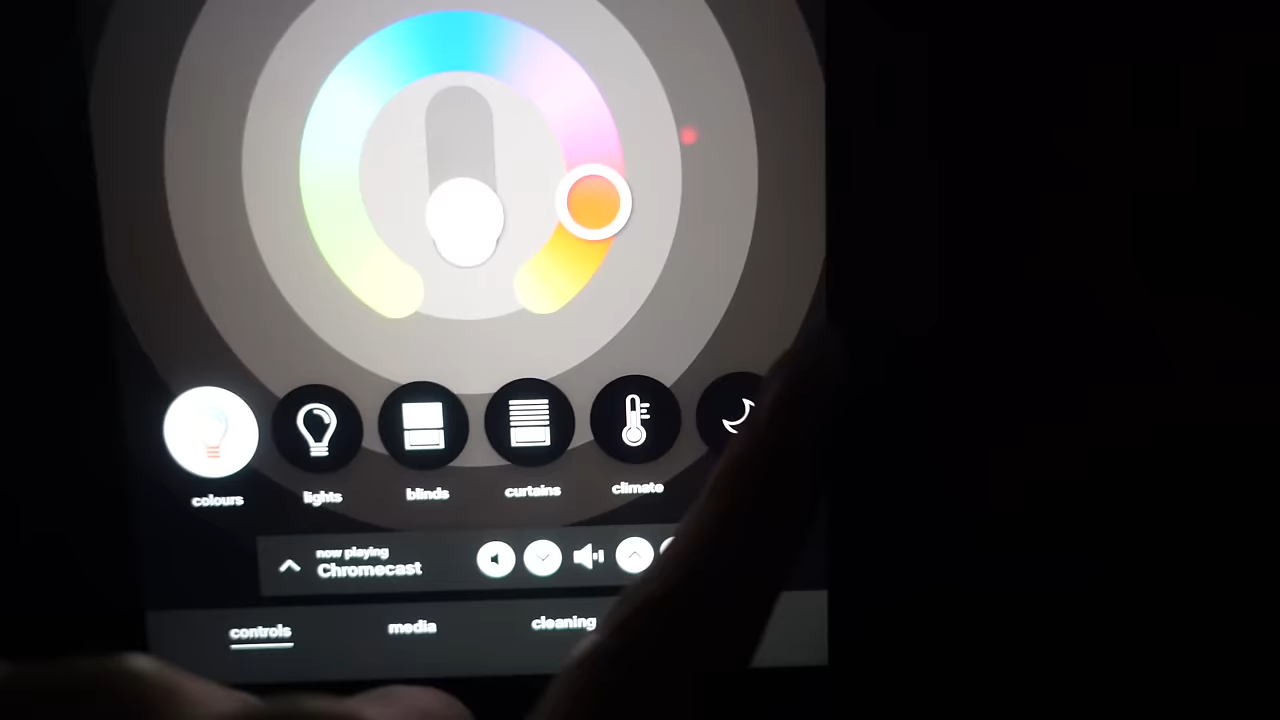 colours
lights
blinds
curtains
climate
now playing
Chromecast
controls
media
cleaning